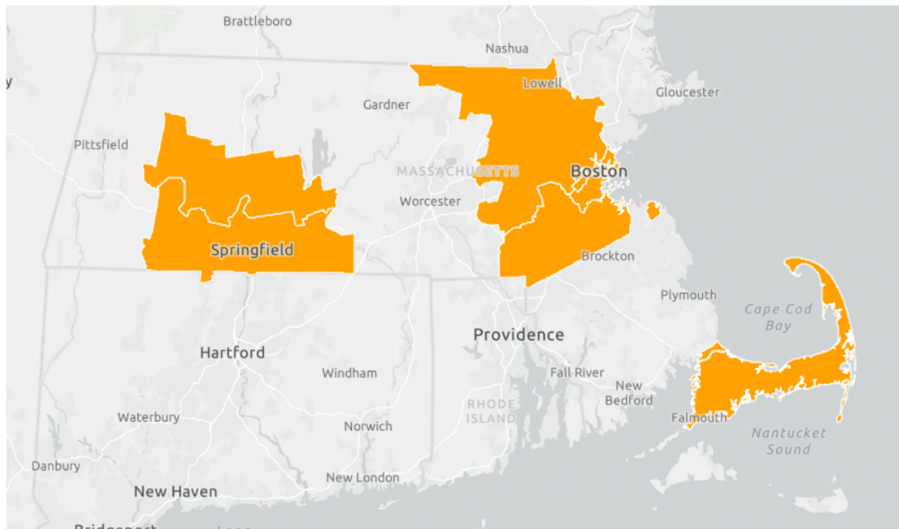 Brattleboro
Nashua
Lowell
Gloucester
Gardner
Pittsfield
MASSACHUSETTS
Boston
Worcester
Springfield
Brockton
Plymouth
Cape Cod
Bay
Providence
Hartford
Windham
Fall River
New
Bedford
RHODE
ISLAND
Falmouth
Waterbury
Norwich
Nantucket
Sound
Danbury
New London
New Haven